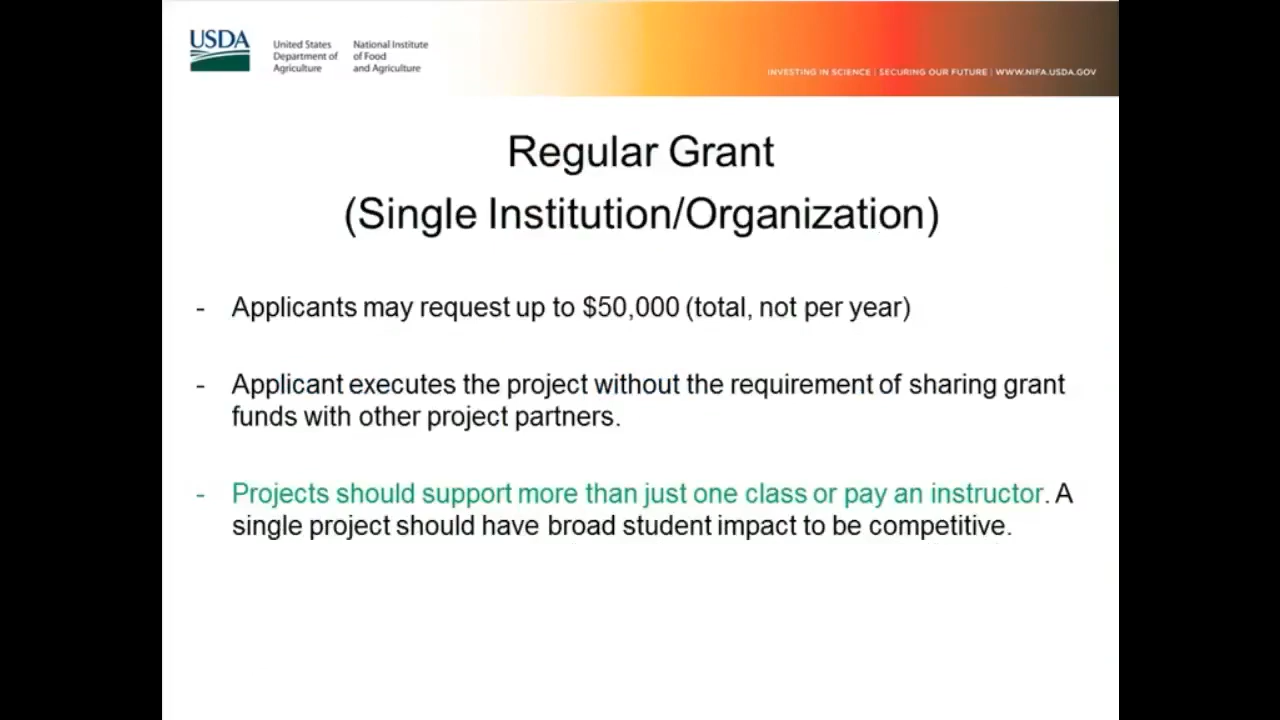 USDA
United States
Department of
Agriculture
National Institute
of Food
and Agriculture
INVESTING IN SCIENCE | SECURING OUR FUTURE | WWW.NIFA.USDA.GOV
Regular Grant
(Single Institution/Organization)
- Applicants may request up to $50,000 (total, not per year)
- Applicant executes the project without the requirement of sharing grant
funds with other project partners.
- Projects should support more than just one class or pay an instructor. A
single project should have broad student impact to be competitive.